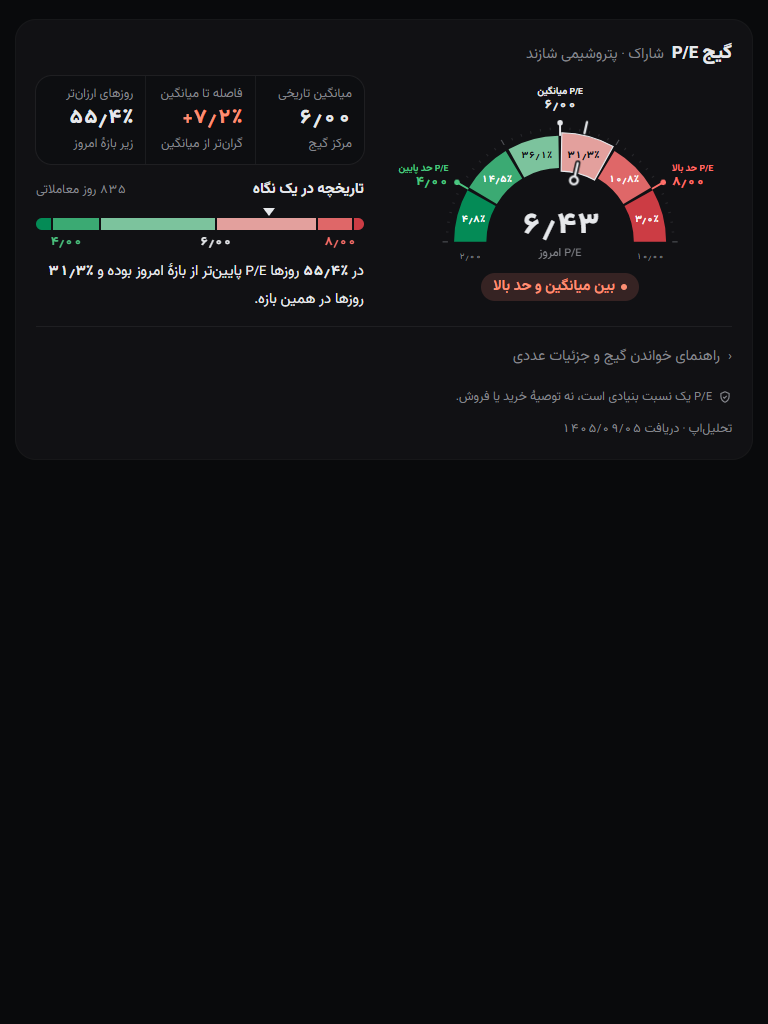 گیج P/E شاراک · پتروشیمی شازند
P/E میانگین
۶٫۰۰
P/E حد بالا
۸٫۰۰
P/E حد پایین
۴٫۰۰
۳٫۰٪
۱۰٫۸٪
۳۱٫۳٪
۳۶٫۱٪
۱۴٫۵٪
۴٫۸٪
۶٫۴۳
P/E امروز
۱۰٫۰۰
۲٫۰۰
بین میانگین و حد بالا
میانگین تاریخی
۶٫۰۰
مرکز گیج
فاصله تا میانگین
+۷٫۲٪
گران‌تر از میانگین
روزهای ارزان‌تر
۵۵٫۴٪
زیر بازهٔ امروز
تاریخچه در یک نگاه
۸۳۵ روز معاملاتی
۸٫۰۰
۶٫۰۰
۴٫۰۰
در ۵۵٫۴٪ روزها P/E پایین‌تر از بازهٔ امروز بوده و ۳۱٫۳٪
روزها در همین بازه.
راهنمای خواندن گیج و جزئیات عددی
P/E یک نسبت بنیادی است، نه توصیهٔ خرید یا فروش.
تحلیل‌اپ · دریافت ۱۴۰۵/۰۹/۰۵